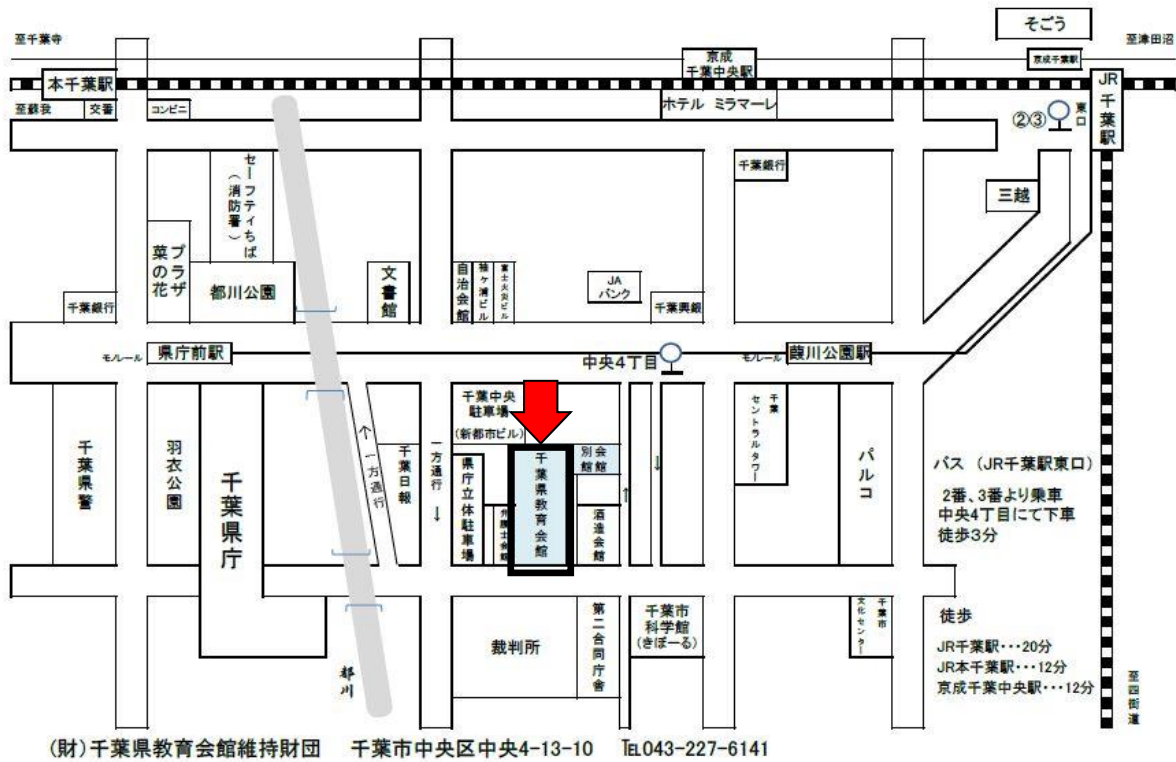 そごう
至千葉寺
至津田沼
京成
千葉中央駅
京成千葉駅
本千葉駅
JR
千葉駅
至蘇我
交番
コンビニ
ホテル ミラマーレ
②③
東口
セーフティちば
(消防署)
千葉銀行
三越
プラザ
菜の花
都川公園
文書館
自治会館
袖ヶ浦ビル
富士火災ビル
JA
バンク
千葉銀行
千葉興銀
モノレール
県庁前駅
中央4丁目
モノレール
葭川公園駅
千葉中央
駐車場
(新都市ビル)
千葉県警
羽衣公園
千葉県庁
↑一方通行
千葉日報
一方通行→
県庁立体駐車場
弁護士会館
千葉県教育会館
別館
会館
酒造会館
↑
↓
千葉
セントラルタワー
パルコ
バス (JR千葉駅東口)
2番、3番より乗車
中央4丁目にて下車
徒歩3分
都川
裁判所
第二合同庁舎
千葉市
科学館
(きぼーる)
千葉市
文化センター
徒歩
JR千葉駅・・・20分
JR本千葉駅・・・12分
京成千葉中央駅・・・12分
至四街道
(財)千葉県教育会館維持財団 千葉市中央区中央4-13-10 ℡043-227-6141